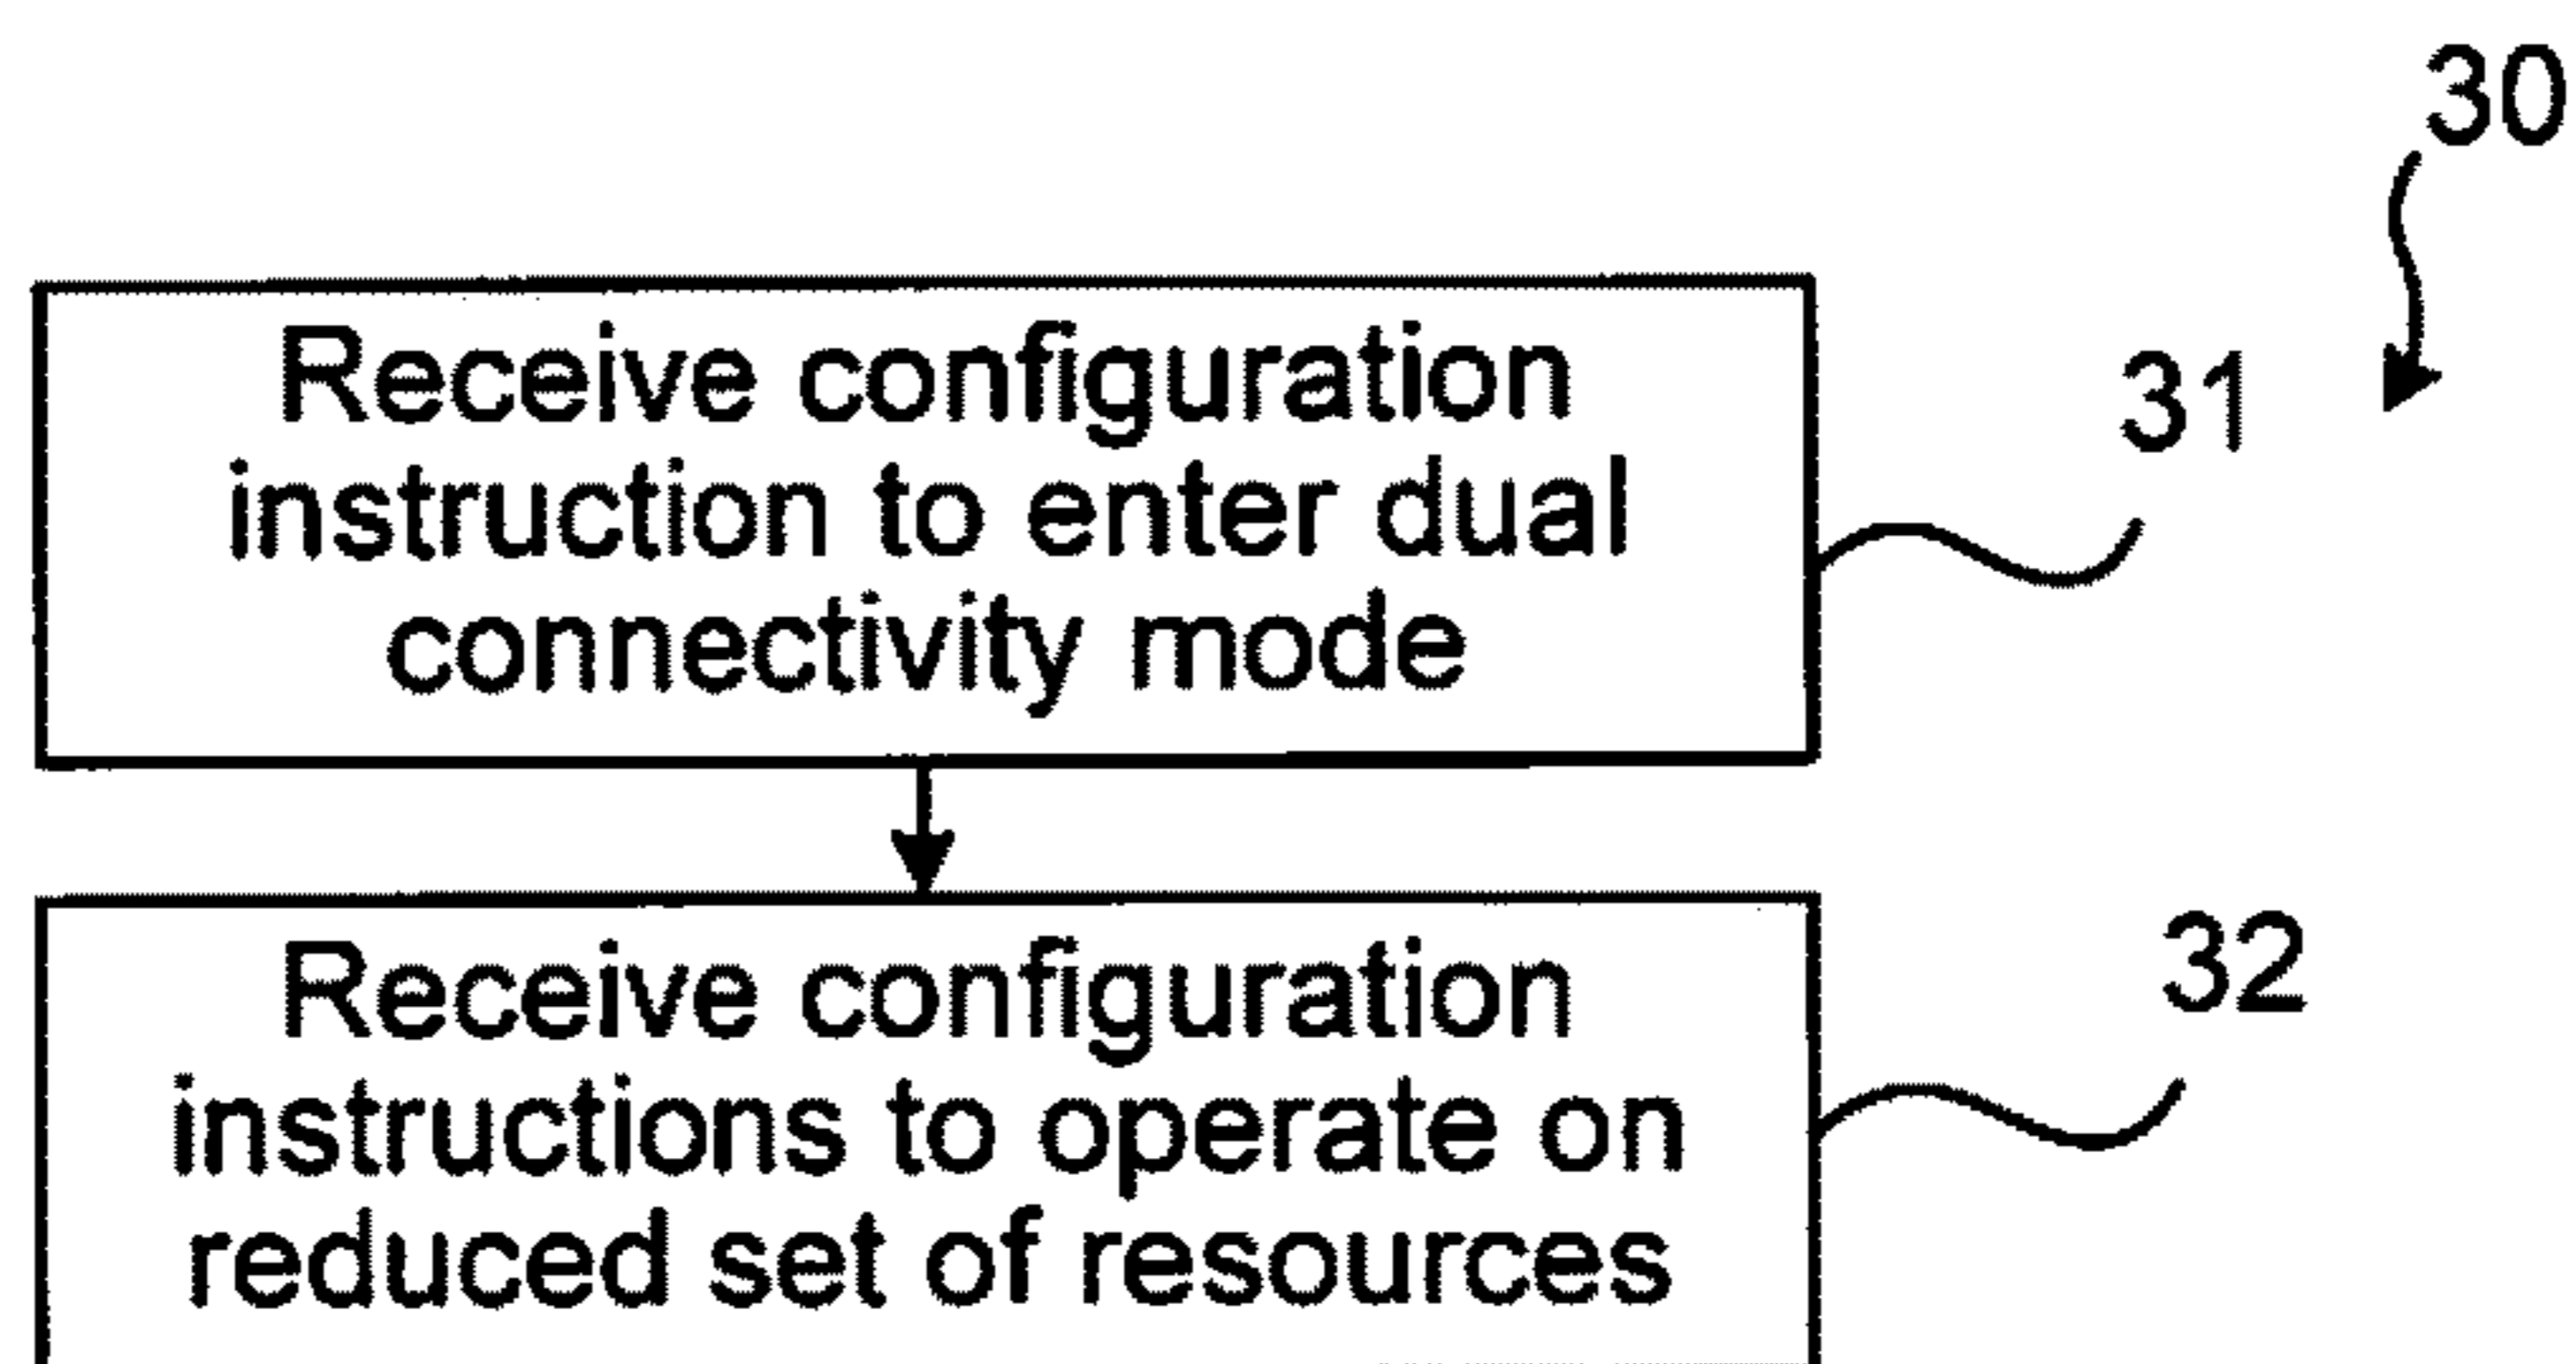 30
Receive configuration
instruction to enter dual
connectivity mode
31
Receive configuration
instructions to operate on
reduced set of resources
32